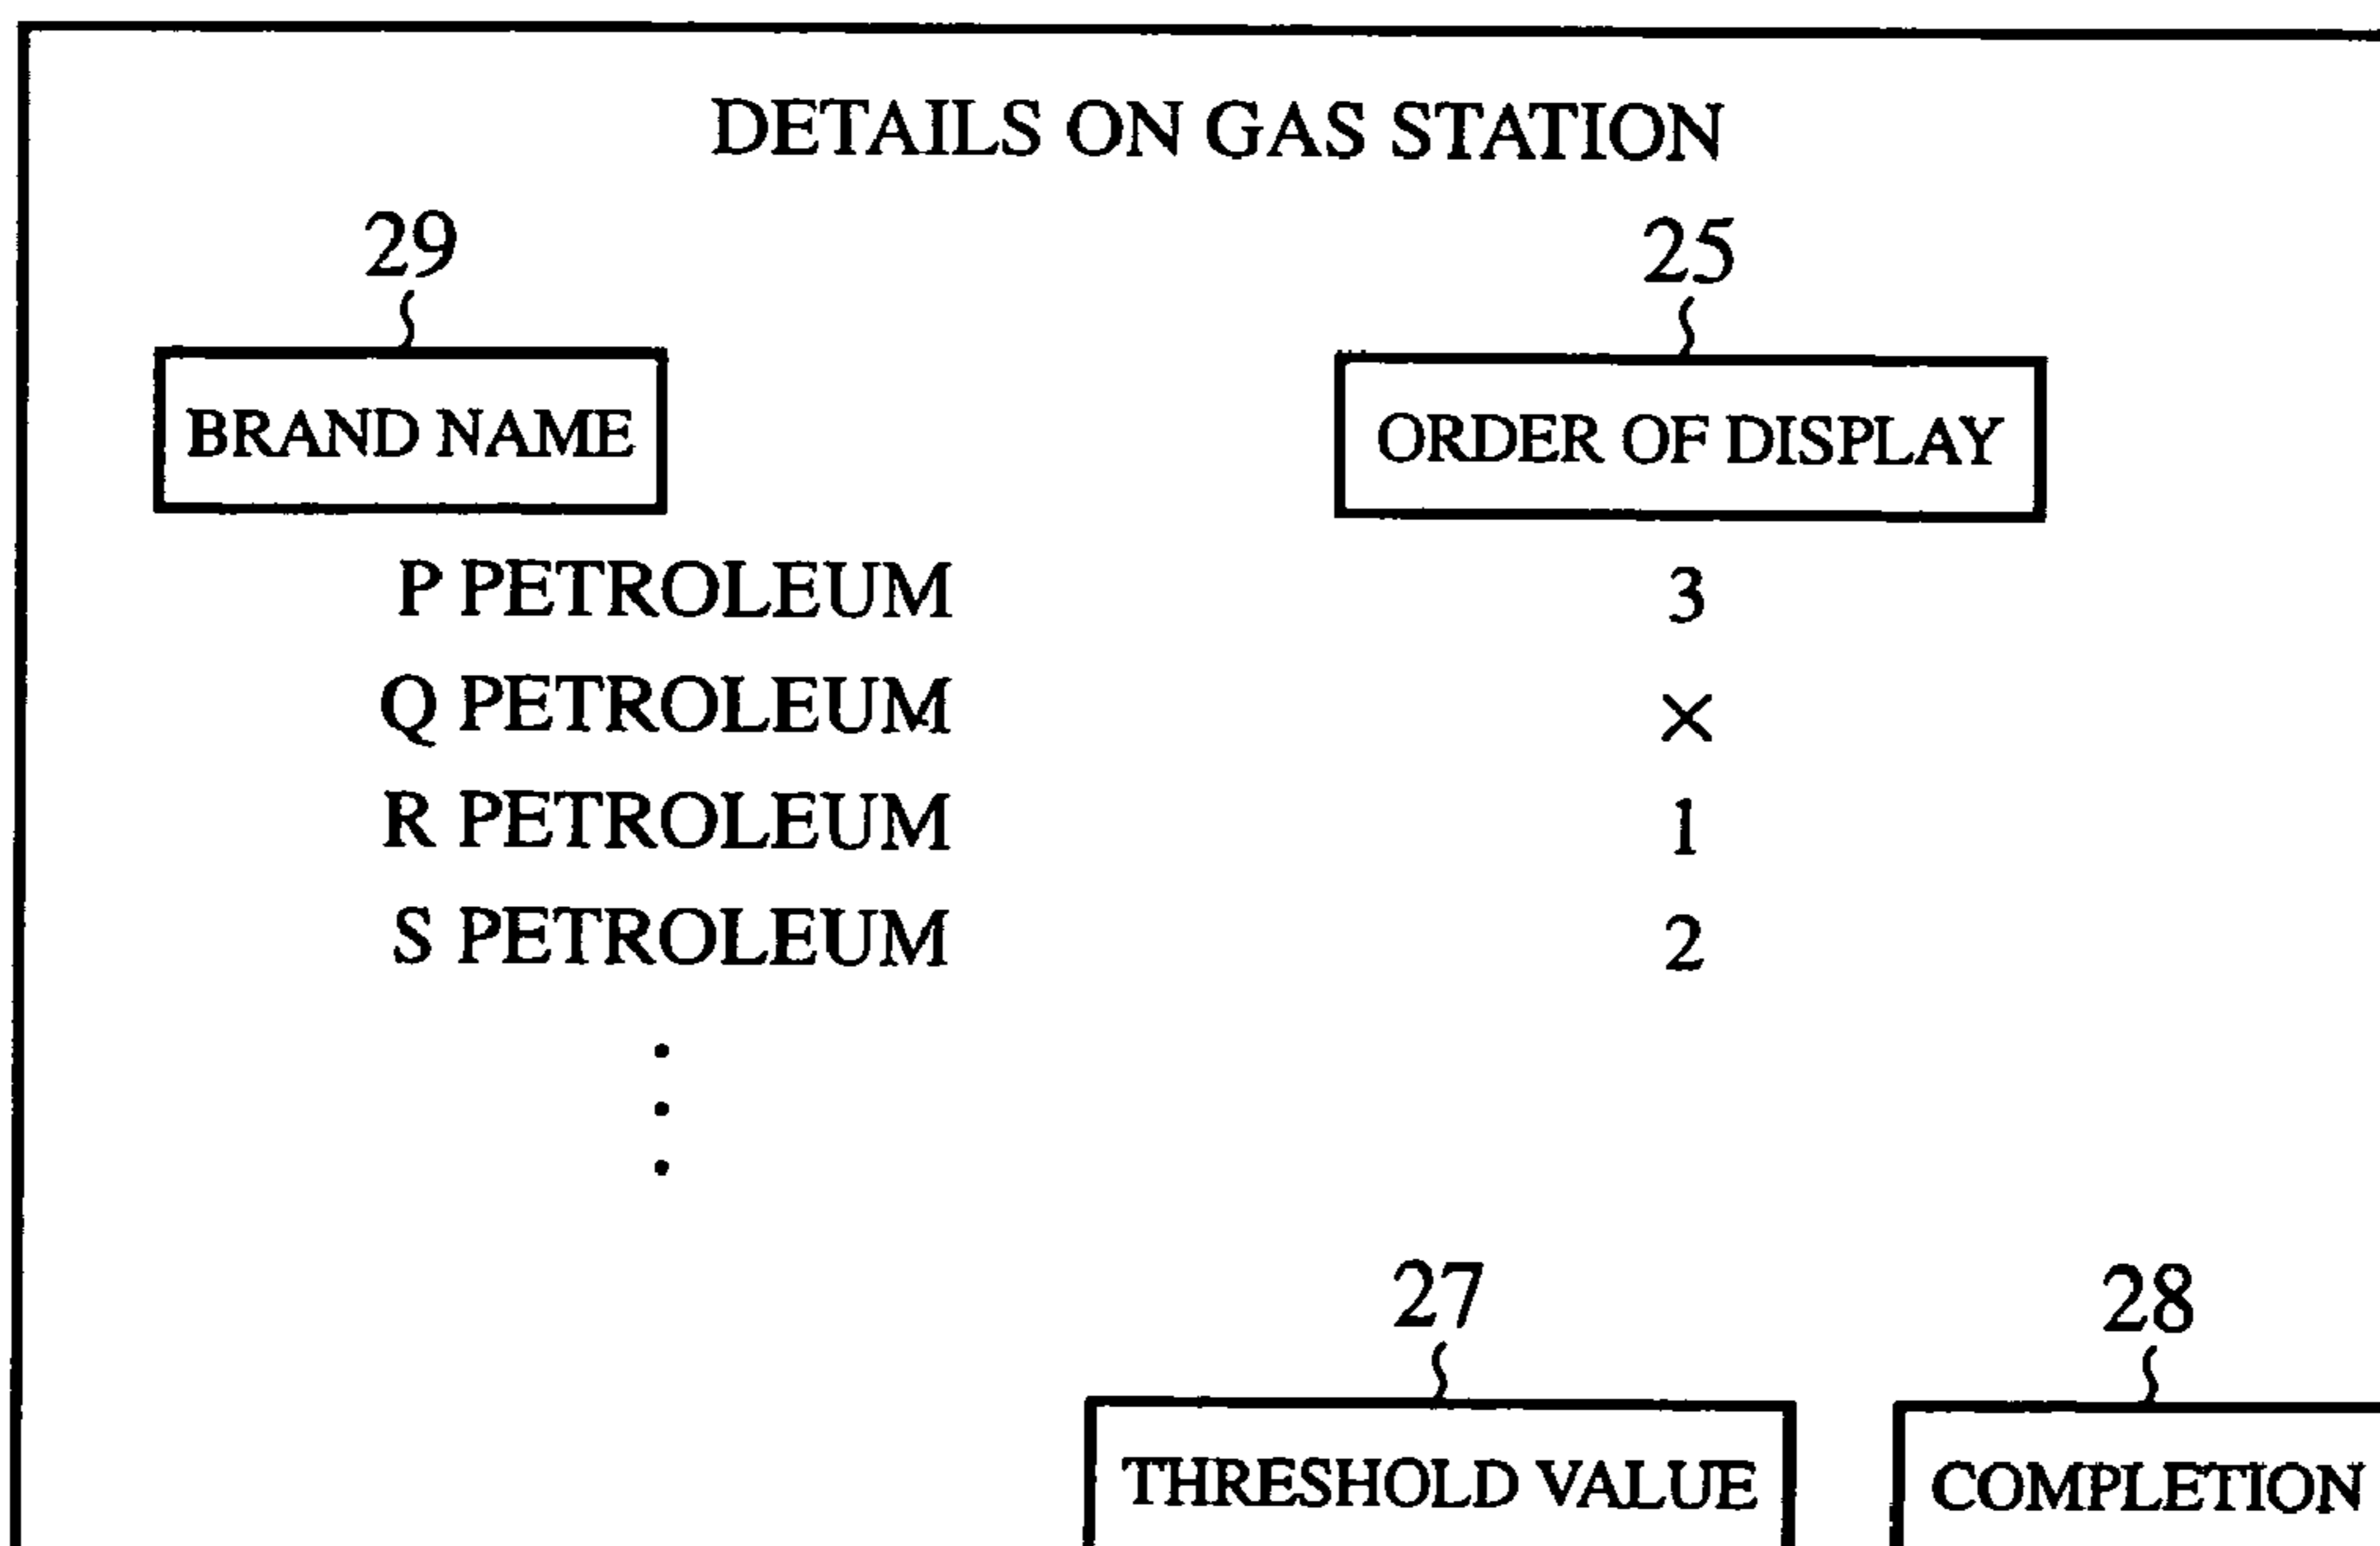 DETAILS ON GAS STATION
29 25
BRAND NAME ORDER OF DISPLAY
P PETROLEUM 3
Q PETROLEUM ×
R PETROLEUM 1
S PETROLEUM 2
27 28
THRESHOLD VALUE COMPLETION